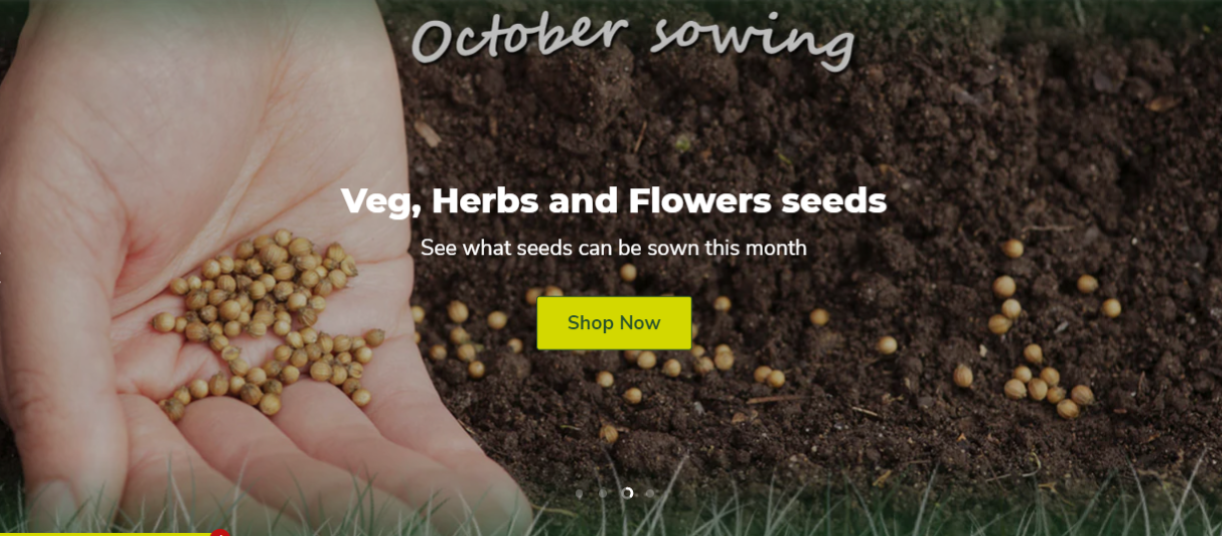 October sowing
Veg, Herbs and Flowers seeds
See what seeds can be sown this month
Shop Now